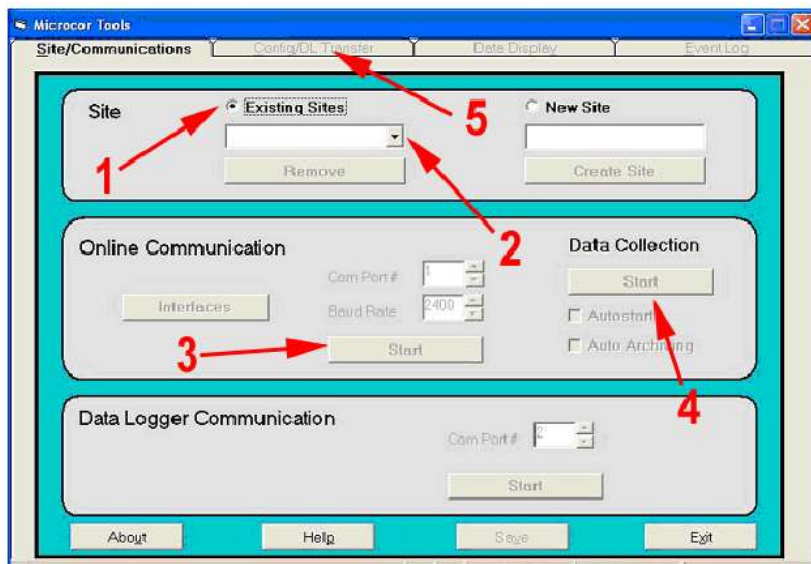 Microcor Tools
Site/Communications Config/DL Transfer Data Display Event Log
Site Existing Sites New Site
1 5
Remove Create Site
2
Online Communication Data Collection
Com Port # 1 Start
Interfaces Baud Rate 2400 Autostart
3 Start Auto Archiving
4
Data Logger Communication
Com Port # 2
Start
About Help Save Exit